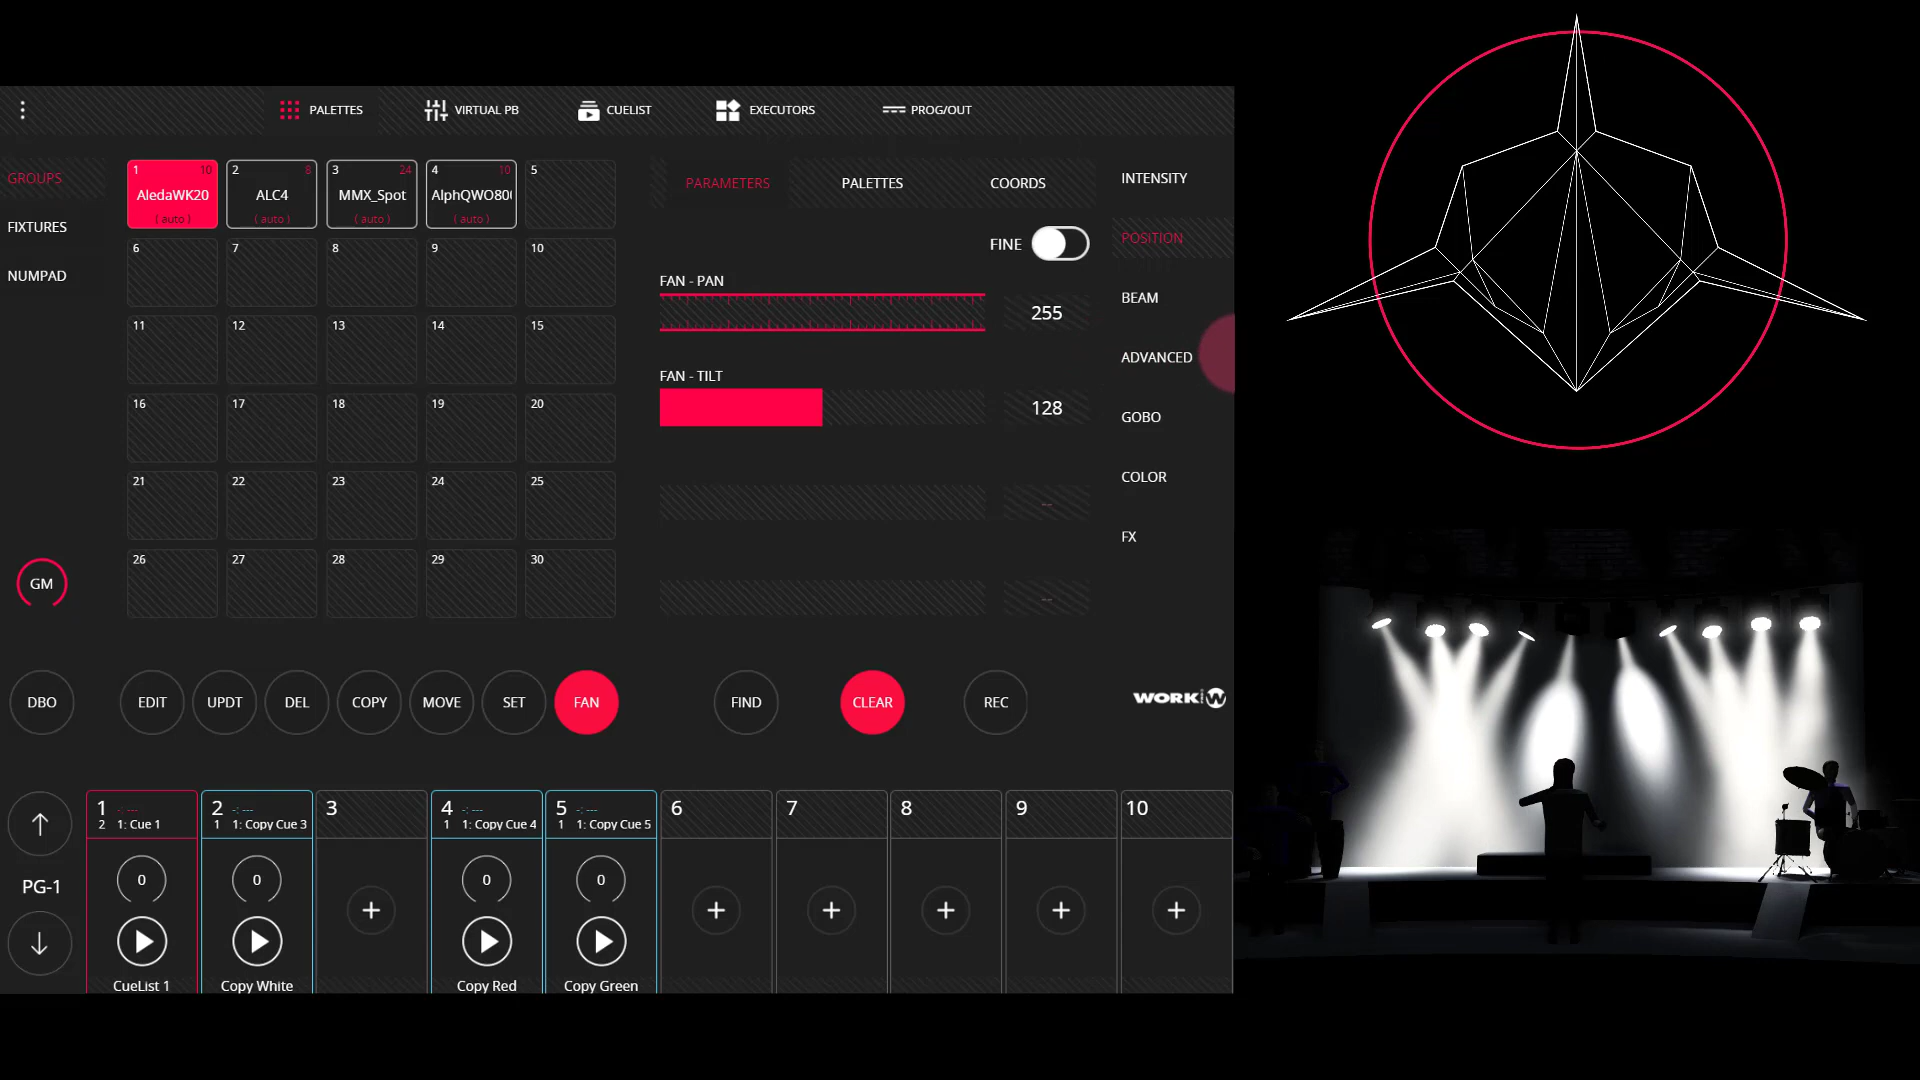 PALETTES
VIRTUAL PB
CUELIST
EXECUTORS
PROG/OUT
GROUPS
FIXTURES
NUMPAD
1 10
AledaWK20
( auto )
2 8
ALC4
( auto )
3 24
MMX_Spot
( auto )
4 10
AlphQWO80
( auto )
5
6
7
8
9
10
11
12
13
14
15
16
17
18
19
20
21
22
23
24
25
26
27
28
29
30
PARAMETERS
PALETTES
COORDS
FINE
FAN - PAN
255
FAN - TILT
128
--
--
INTENSITY
POSITION
BEAM
ADVANCED
GOBO
COLOR
FX
GM
DBO
EDIT
UPDT
DEL
COPY
MOVE
SET
FAN
FIND
CLEAR
REC
WORK
PG-1
1 -: ---
2 1: Cue 1
0
CueList 1
2 -: ---
1 1: Copy Cue 3
0
Copy White
3
+
4 -: ---
1 1: Copy Cue 4
0
Copy Red
5 -: ---
1 1: Copy Cue 5
0
Copy Green
6
+
7
+
8
+
9
+
10
+